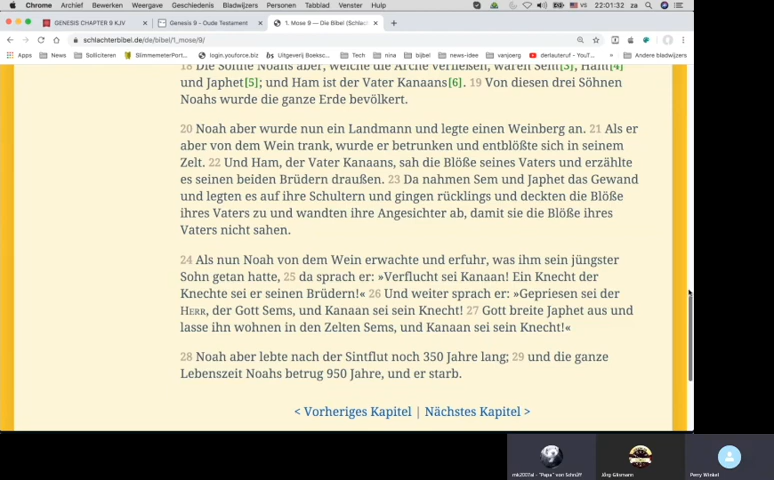 Chrome Archief Bewerken Weergave Geschiedenis Bladwijzers Personen Tabblad Venster Help
VS 22:01:32 za
GENESIS CHAPTER 9 KJV
Genesis 9 - Oude Testament
1. Mose 9 — Die Bibel (Schlac
schlachterbibel.de/de/bibel/1_mose/9/
Apps News Solliciteren SlimmemeterPort... login.youforce.biz Uitgeverij Boeksc... Tech nina bijbel news-idee vanjoerg derlauteruf - YouT... Andere bladwijzers
18 Die Söhne Noahs aber, welche die Arche verließen, waren Sem[3], Ham[4]
und Japhet[5]; und Ham ist der Vater Kanaans[6]. 19 Von diesen drei Söhnen
Noahs wurde die ganze Erde bevölkert.
20 Noah aber wurde nun ein Landmann und legte einen Weinberg an. 21 Als er
aber von dem Wein trank, wurde er betrunken und entblößte sich in seinem
Zelt. 22 Und Ham, der Vater Kanaans, sah die Blöße seines Vaters und erzählte
es seinen beiden Brüdern draußen. 23 Da nahmen Sem und Japhet das Gewand
und legten es auf ihre Schultern und gingen rücklings und deckten die Blöße
ihres Vaters zu und wandten ihre Angesichter ab, damit sie die Blöße ihres
Vaters nicht sahen.
24 Als nun Noah von dem Wein erwachte und erfuhr, was ihm sein jüngster
Sohn getan hatte, 25 da sprach er: »Verflucht sei Kanaan! Ein Knecht der
Knechte sei er seinen Brüdern!« 26 Und weiter sprach er: »Gepriesen sei der
HERR, der Gott Sems, und Kanaan sei sein Knecht! 27 Gott breite Japhet aus und
lasse ihn wohnen in den Zelten Sems, und Kanaan sei sein Knecht!«
28 Noah aber lebte nach der Sintflut noch 350 Jahre lang; 29 und die ganze
Lebenszeit Noahs betrug 950 Jahre, und er starb.
< Vorheriges Kapitel | Nächstes Kapitel >
Jörg Glismann
Perry Winkel